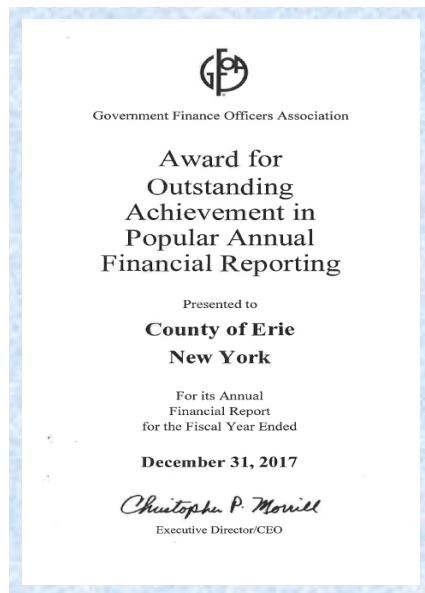 GFOA
Government Finance Officers Association
Award for
Outstanding
Achievement in
Popular Annual
Financial Reporting
Presented to
County of Erie
New York
For its Annual
Financial Report
for the Fiscal Year Ended
December 31, 2017
Christopher P. Morrill
Executive Director/CEO